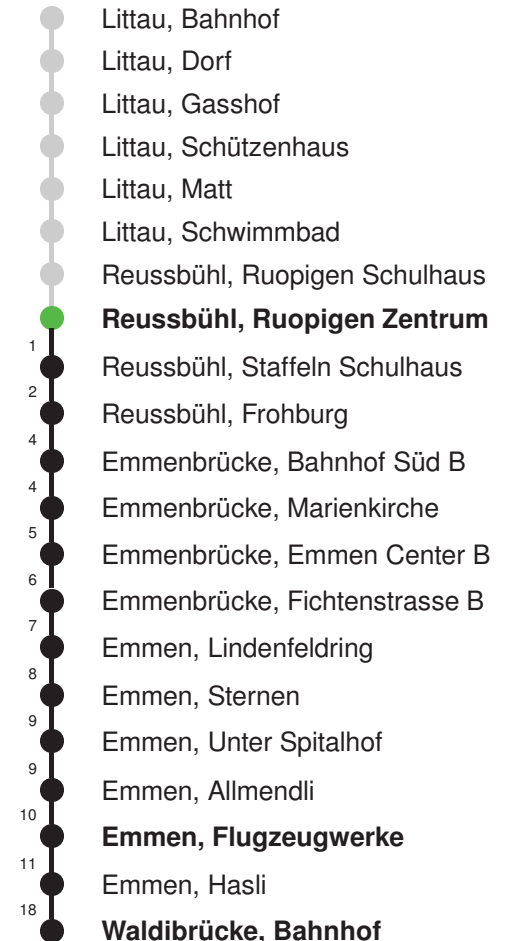 Littau, Bahnhof
Littau, Dorf
Littau, Gasshof
Littau, Schützenhaus
Littau, Matt
Littau, Schwimmbad
Reussbühl, Ruopigen Schulhaus
Reussbühl, Ruopigen Zentrum
1 Reussbühl, Staffeln Schulhaus
2 Reussbühl, Frohburg
4 Emmenbrücke, Bahnhof Süd B
4 Emmenbrücke, Marienkirche
5 Emmenbrücke, Emmen Center B
6 Emmenbrücke, Fichtenstrasse B
7 Emmen, Lindenfeldring
8 Emmen, Sternen
9 Emmen, Unter Spitalhof
9 Emmen, Allmendli
10 Emmen, Flugzeugwerke
11 Emmen, Hasli
18 Waldibrücke, Bahnhof